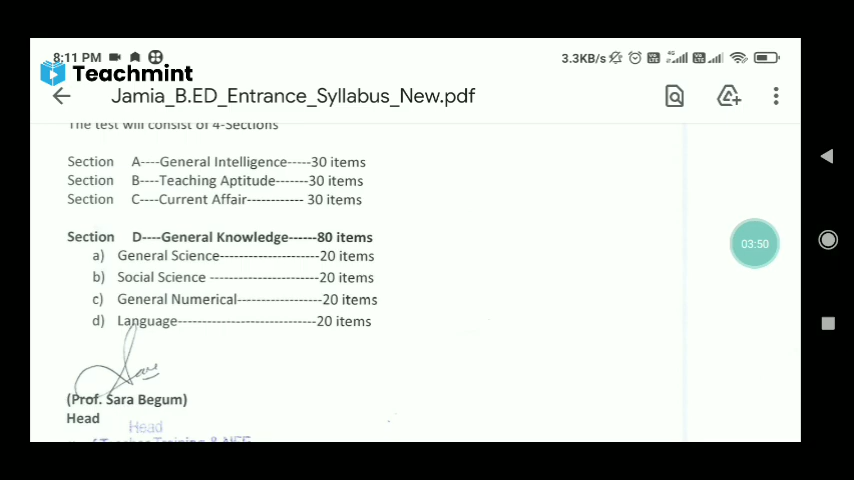 8:11 PM
3.3KB/s
Teachmint
Jamia_B.ED_Entrance_Syllabus_New.pdf
The test will consist of 4-Sections
Section A----General Intelligence-----30 items
Section B----Teaching Aptitude-------30 items
Section C----Current Affair------------ 30 items
Section D----General Knowledge------80 items
a) General Science--------------------20 items
b) Social Science ----------------------20 items
c) General Numerical-----------------20 items
d) Language----------------------------20 items
(Prof. Sara Begum)
Head
Head
Teacher Training & NFE
03:50